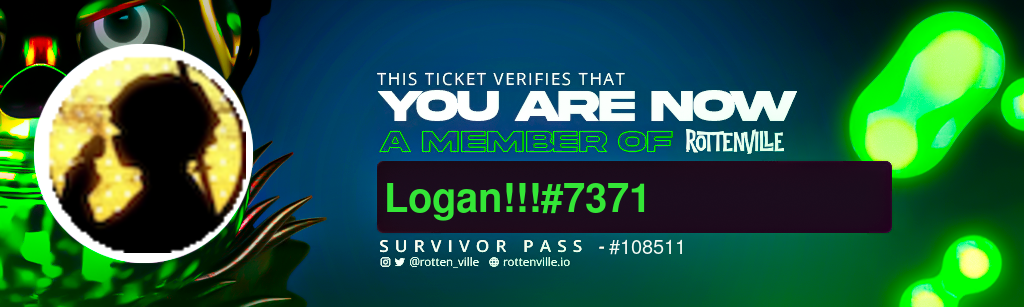 THIS TICKET VERIFIES THAT
YOU ARE NOW
A MEMBER OF ROTTENVILLE
Logan!!!#7371
SURVIVOR PASS - #108511
@rotten_ville rottenville.io